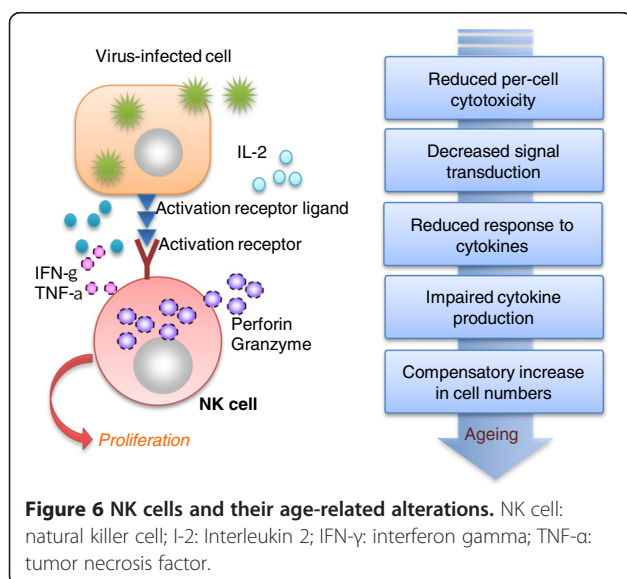 Virus-infected cell
IL-2
Activation receptor ligand
Activation receptor
IFN-g
TNF-a
Perforin
Granzyme
NK cell
Proliferation
Reduced per-cell
cytotoxicity
Decreased signal
transduction
Reduced response to
cytokines
Impaired cytokine
production
Compensatory increase
in cell numbers
Ageing
Figure 6 NK cells and their age-related alterations. NK cell:
natural killer cell; I-2: Interleukin 2; IFN-γ: interferon gamma; TNF-α:
tumor necrosis factor.